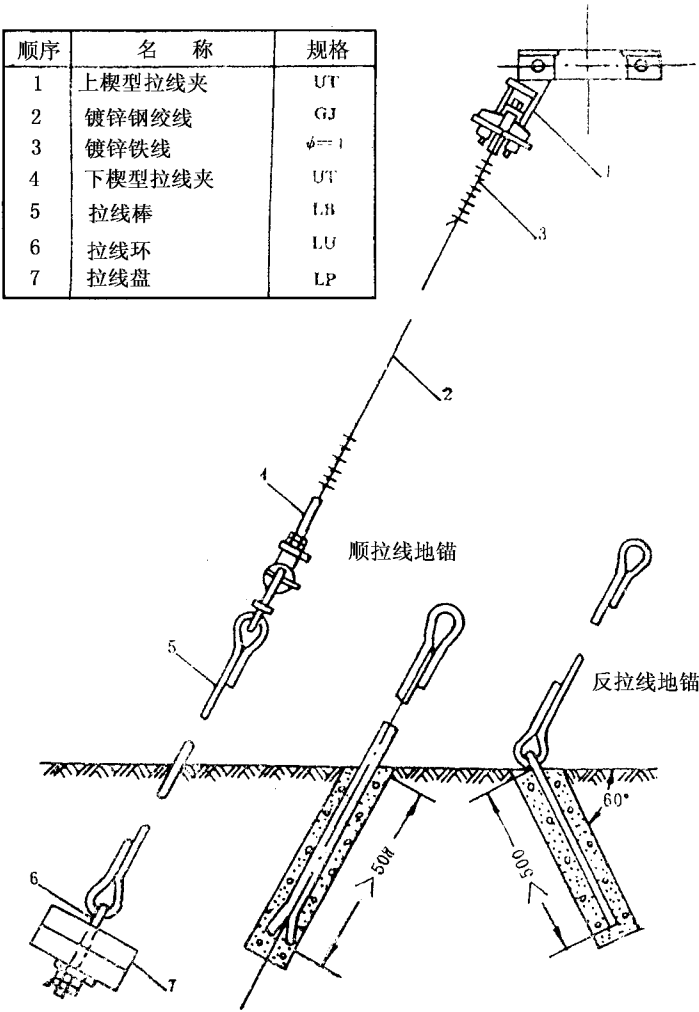 顺序 名 称 规格
1 上楔型拉线夹 UT
2 镀锌钢绞线 GJ
3 镀锌铁线
4 下楔型拉线夹 UT
5 拉线棒 LB
6 拉线环 LU
7 拉线盘 LP
1
3
2
4
顺拉线地锚
5
反拉线地锚
60°
>500
6
7